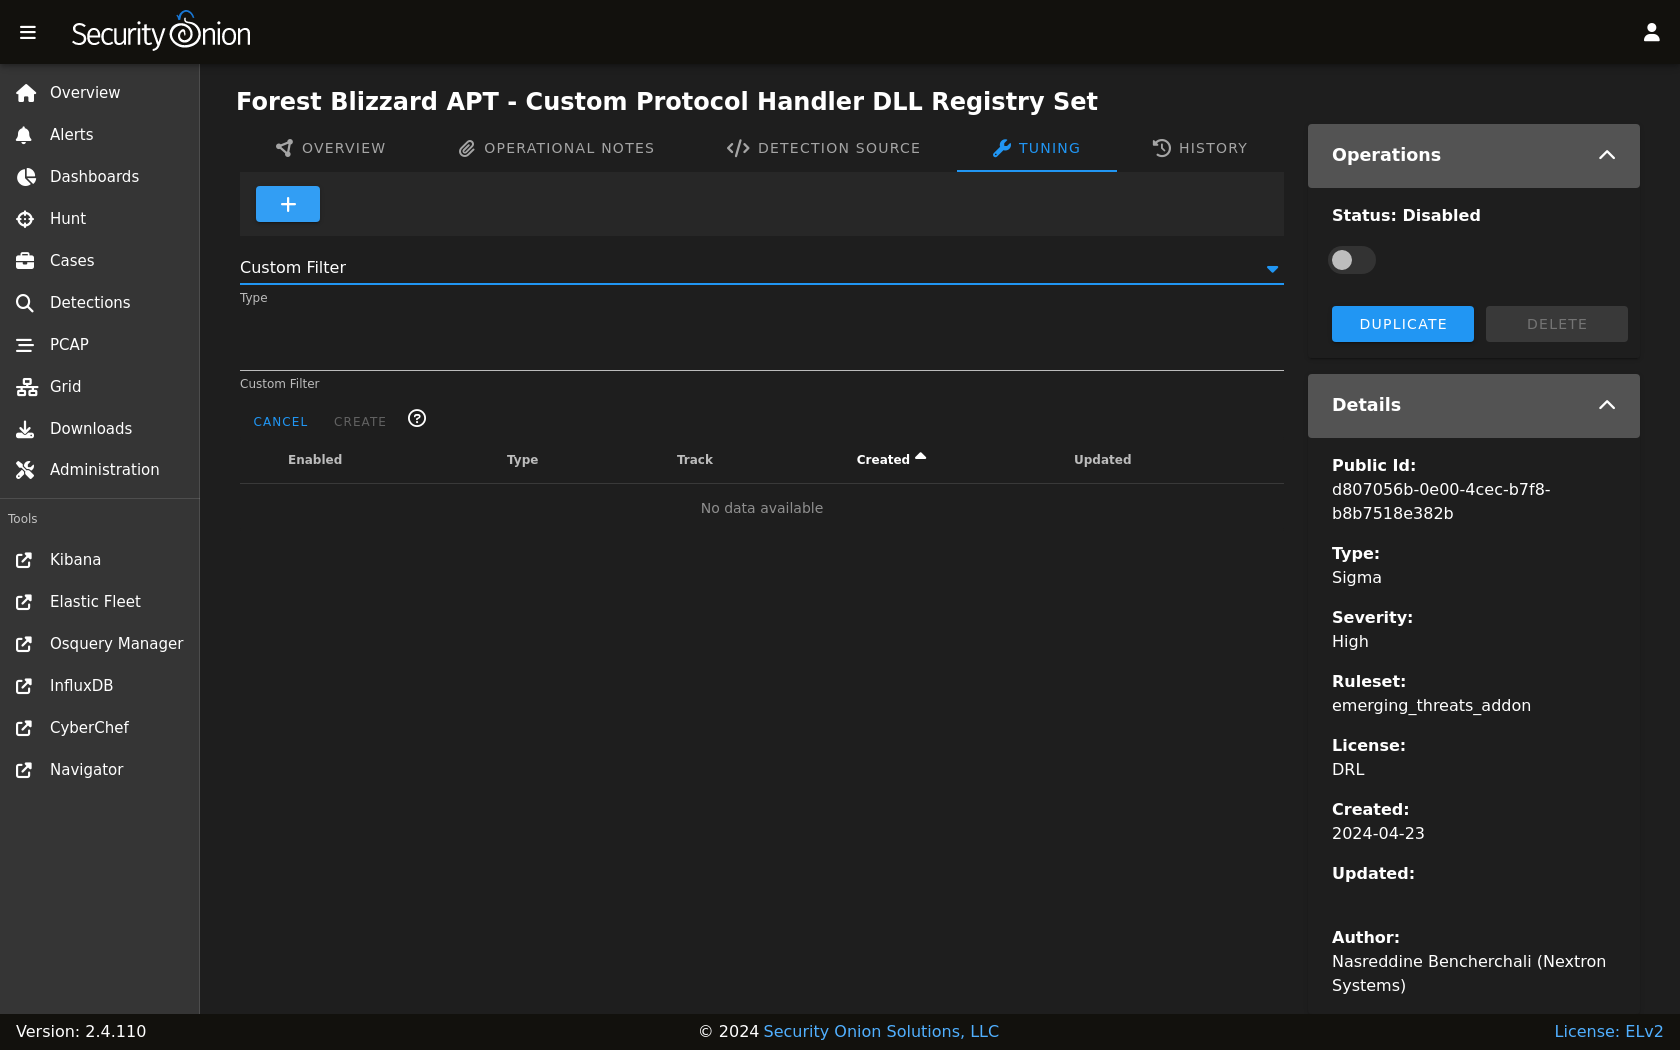 Security Onion
Overview
Alerts
Dashboards
Hunt
Cases
Detections
PCAP
Grid
Downloads
Administration
Tools
Kibana
Elastic Fleet
Osquery Manager
InfluxDB
CyberChef
Navigator
Forest Blizzard APT - Custom Protocol Handler DLL Registry Set
OVERVIEW OPERATIONAL NOTES DETECTION SOURCE TUNING HISTORY
+
Custom Filter
Type
Custom Filter
CANCEL CREATE ?
Enabled Type Track Created Updated
No data available
Operations
Status: Disabled
DUPLICATE DELETE
Details
Public Id:
d807056b-0e00-4cec-b7f8-
b8b7518e382b
Type:
Sigma
Severity:
High
Ruleset:
emerging_threats_addon
License:
DRL
Created:
2024-04-23
Updated:
Author:
Nasreddine Bencherchali (Nextron
Systems)
Version: 2.4.110 © 2024 Security Onion Solutions, LLC License: ELv2